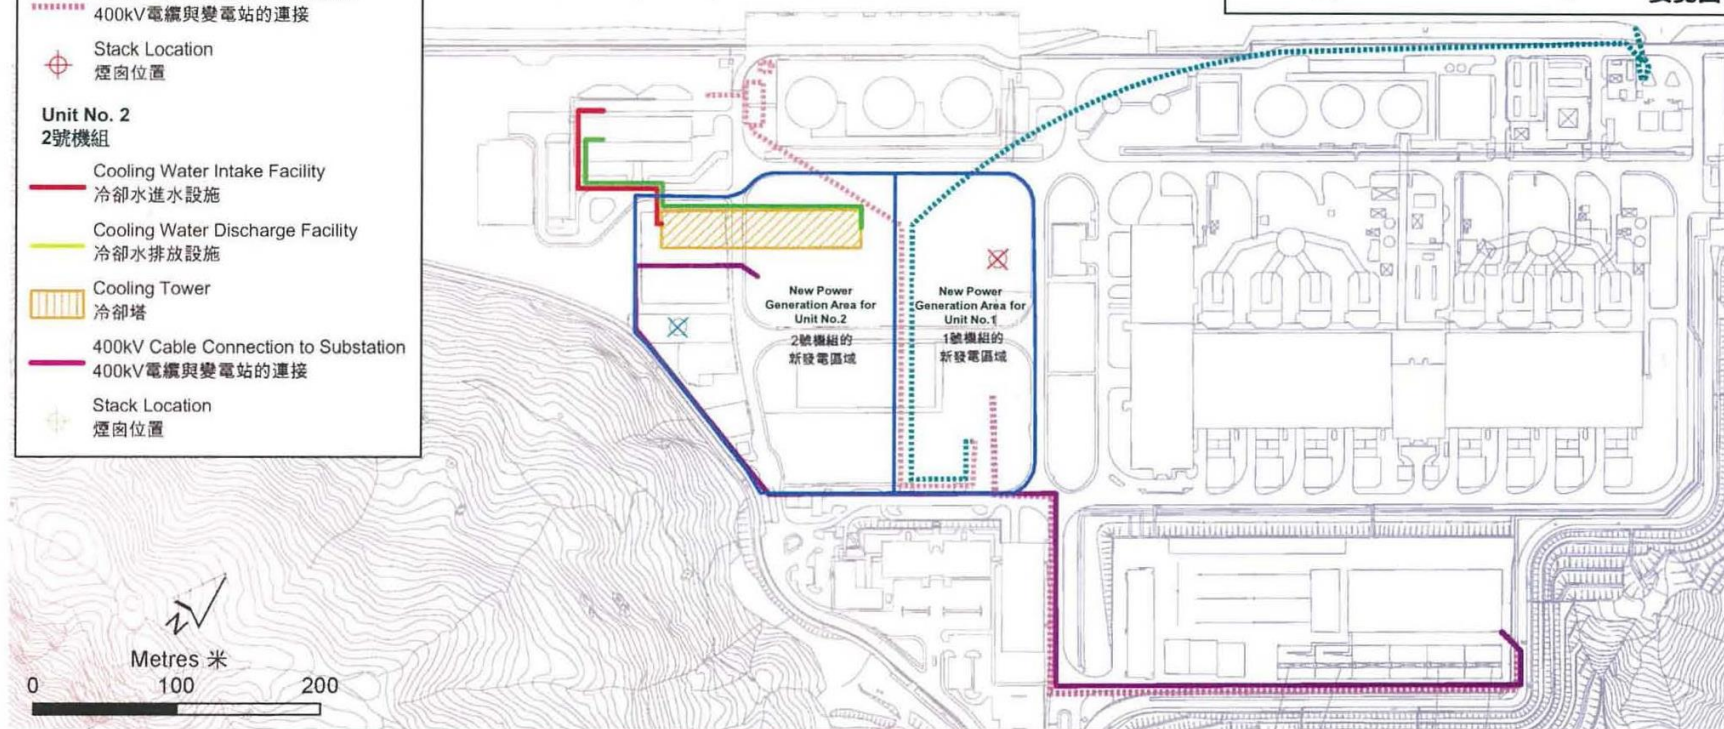 400kV電纜與變電站的連接
Stack Location
煙囱位置
Unit No. 2
2號機組
Cooling Water Intake Facility
冷卻水進水設施
Cooling Water Discharge Facility
冷卻水排放設施
Cooling Tower
冷卻塔
400kV Cable Connection to Substation
400kV電纜與變電站的連接
Stack Location
煙囱位置
New Power
Generation Area for
Unit No.2
2號機組的
新發電區域
New Power
Generation Area for
Unit No.1
1號機組的
新發電區域
N
Metres 米
0 100 200